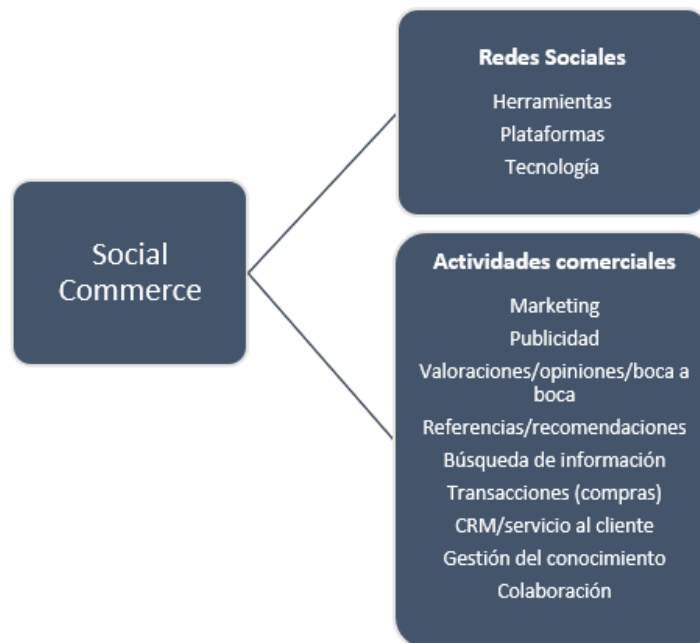 Social
Commerce
Redes Sociales
Herramientas
Plataformas
Tecnología
Actividades comerciales
Marketing
Publicidad
Valoraciones/opiniones/boca a
boca
Referencias/recomendaciones
Búsqueda de información
Transacciones (compras)
CRM/servicio al cliente
Gestión del conocimiento
Colaboración